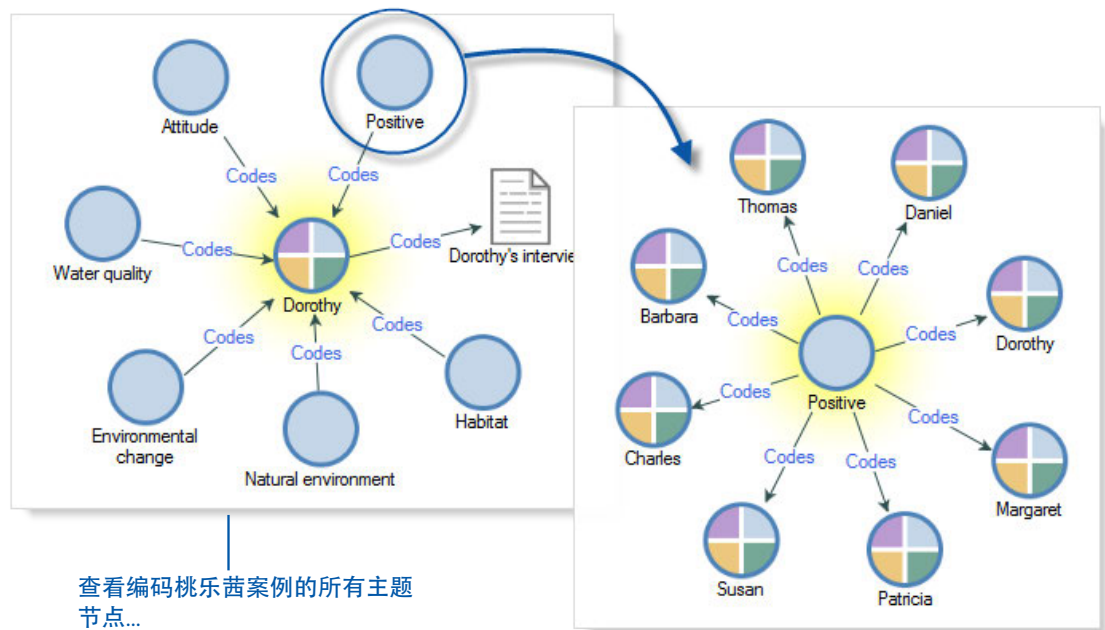 Attitude
Positive
Codes
Codes
Water quality
Codes
Codes
Dorothy's intervie
Dorothy
Codes
Codes
Environmental
change
Natural environment
Habitat
Thomas
Daniel
Codes
Codes
Barbara
Codes
Codes
Dorothy
Codes
Positive
Codes
Charles
Codes
Codes
Margaret
Susan
Patricia
查看编码桃乐茜案例的所有主题
节点...